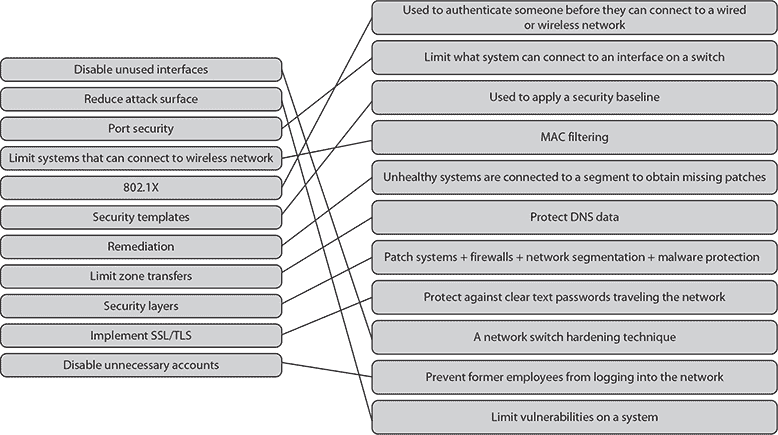 Disable unused interfaces
Reduce attack surface
Port security
Limit systems that can connect to wireless network
802.1X
Security templates
Remediation
Limit zone transfers
Security layers
Implement SSL/TLS
Disable unnecessary accounts
Used to authenticate someone before they can connect to a wired
or wireless network
Limit what system can connect to an interface on a switch
Used to apply a security baseline
MAC filtering
Unhealthy systems are connected to a segment to obtain missing patches
Protect DNS data
Patch systems + firewalls + network segmentation + malware protection
Protect against clear text passwords traveling the network
A network switch hardening technique
Prevent former employees from logging into the network
Limit vulnerabilities on a system